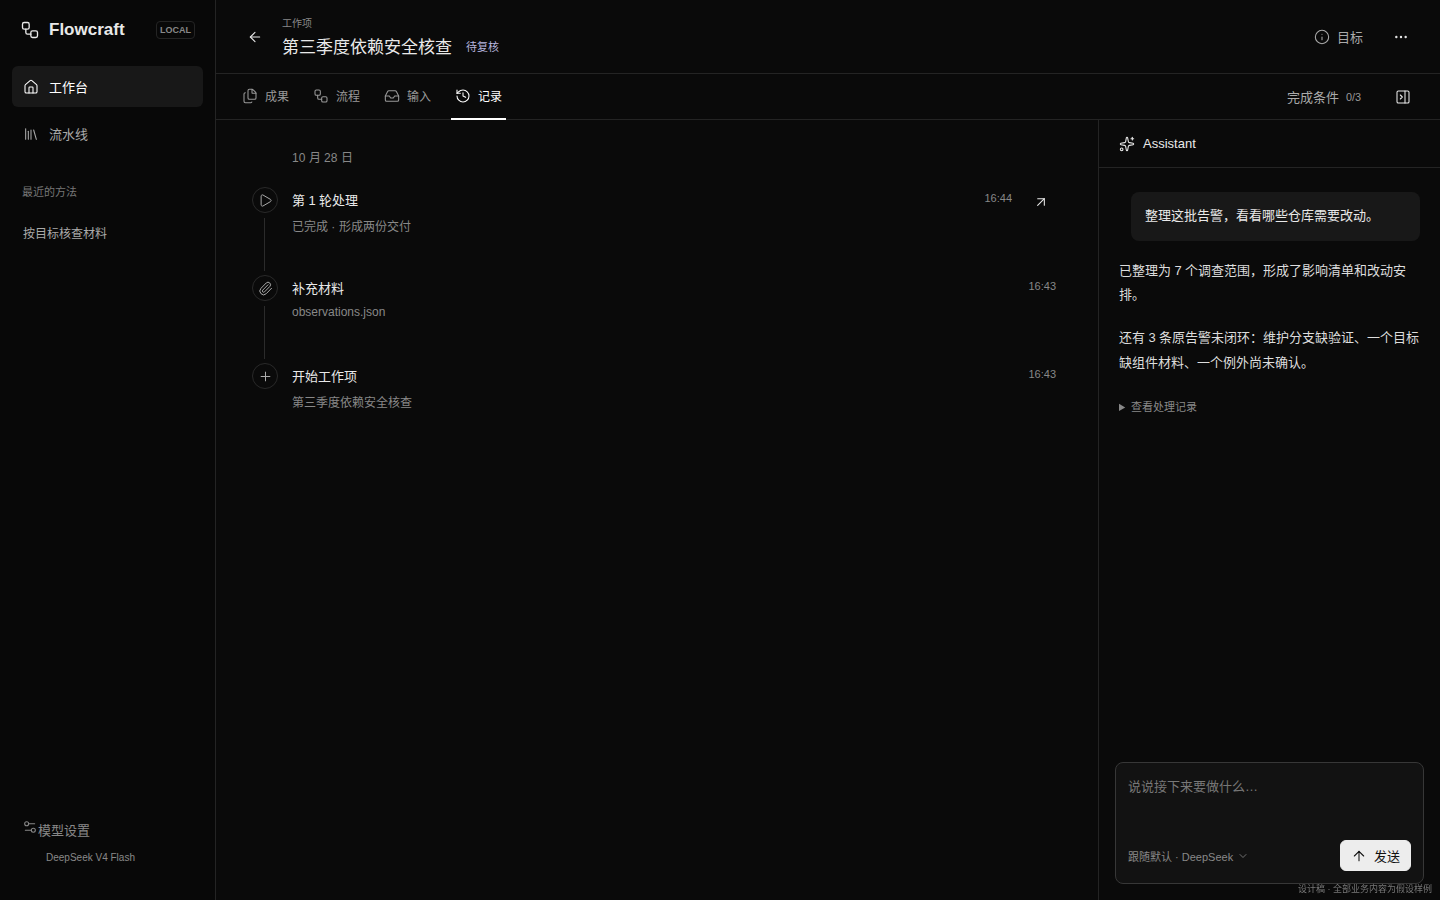 Flowcraft LOCAL
工作台
流水线
最近的方法
按目标核查材料
模型设置
DeepSeek V4 Flash
工作项
第三季度依赖安全核查 待复核
目标
成果 流程 输入 记录
完成条件 0/3
10 月 28 日
第 1 轮处理 16:44
已完成 · 形成两份交付
补充材料 16:43
observations.json
开始工作项 16:43
第三季度依赖安全核查
Assistant
整理这批告警，看看哪些仓库需要改动。
已整理为 7 个调查范围，形成了影响清单和改动安
排。
还有 3 条原告警未闭环：维护分支缺验证、一个目标
缺组件材料、一个例外尚未确认。
查看处理记录
说说接下来要做什么…
跟随默认 · DeepSeek 发送
设计稿 · 全部业务内容为假设样例